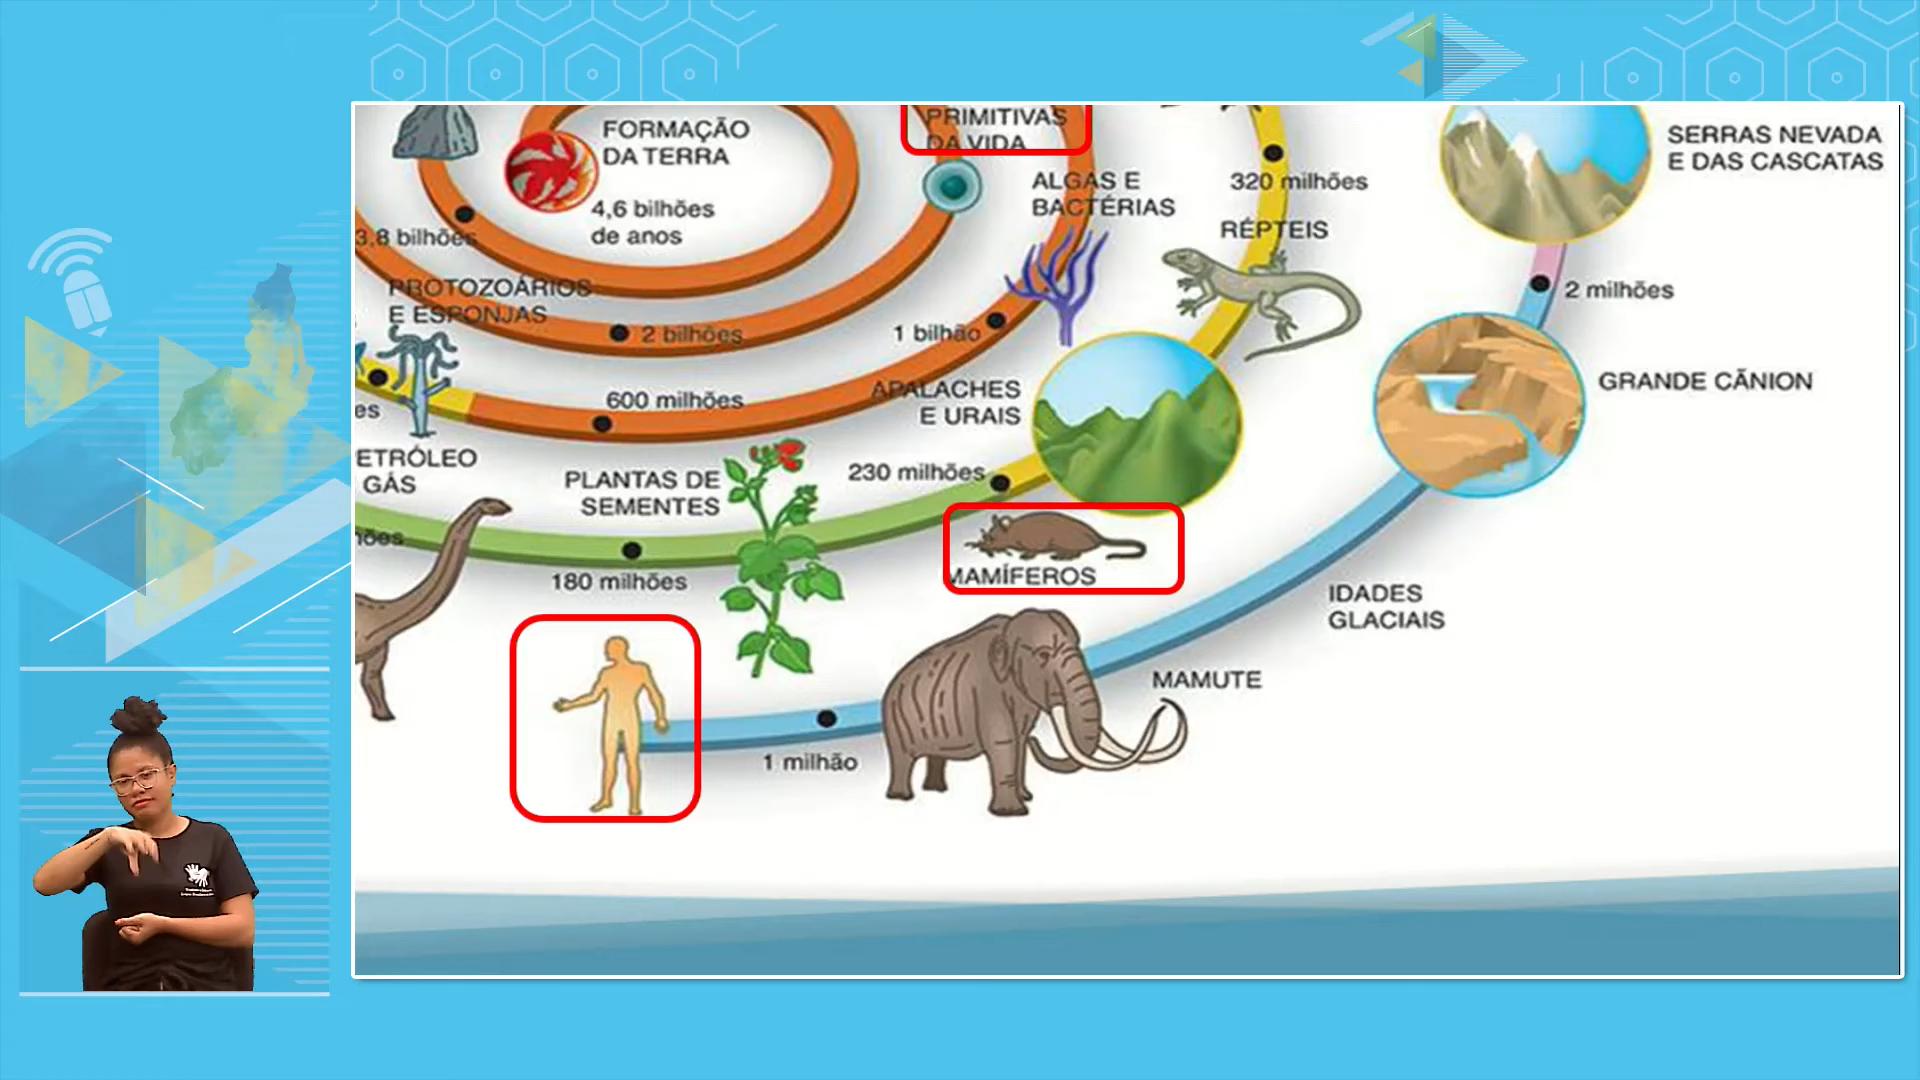 FORMAÇÃO
DA TERRA
4,6 bilhões
de anos
PRIMITIVAS
DA VIDA
ALGAS E
BACTÉRIAS
320 milhões
RÉPTEIS
SERRAS NEVADA
E DAS CASCATAS
3,8 bilhões
PROTOZOÁRIOS
E ESPONJAS
2 bilhões
1 bilhão
2 milhões
GRANDE CÂNION
600 milhões
APALACHES
E URAIS
es
ETRÓLEO
GÁS
PLANTAS DE
SEMENTES
230 milhões
hões
180 milhões
MAMÍFEROS
IDADES
GLACIAIS
MAMUTE
1 milhão